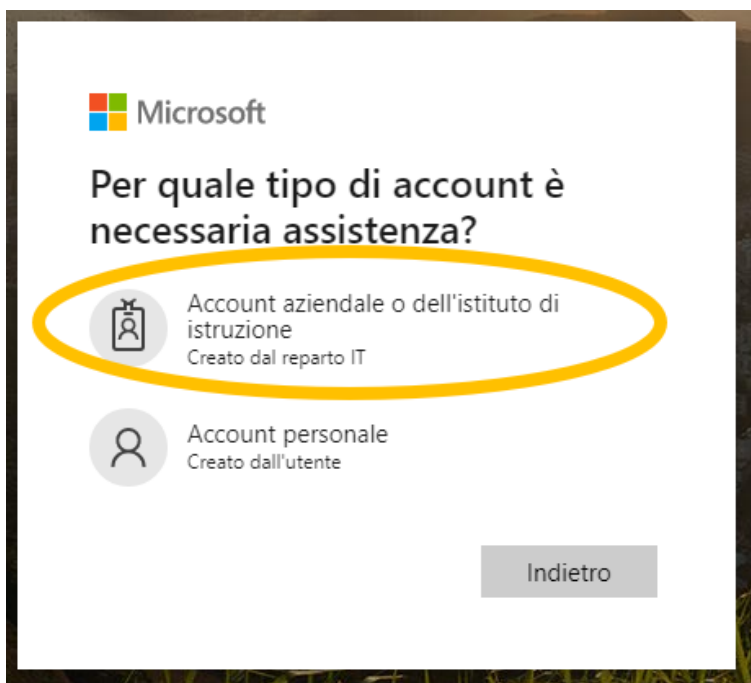 Microsoft
Per quale tipo di account è
necessaria assistenza?
Account aziendale o dell'istituto di
istruzione
Creato dal reparto IT
Account personale
Creato dall'utente
Indietro